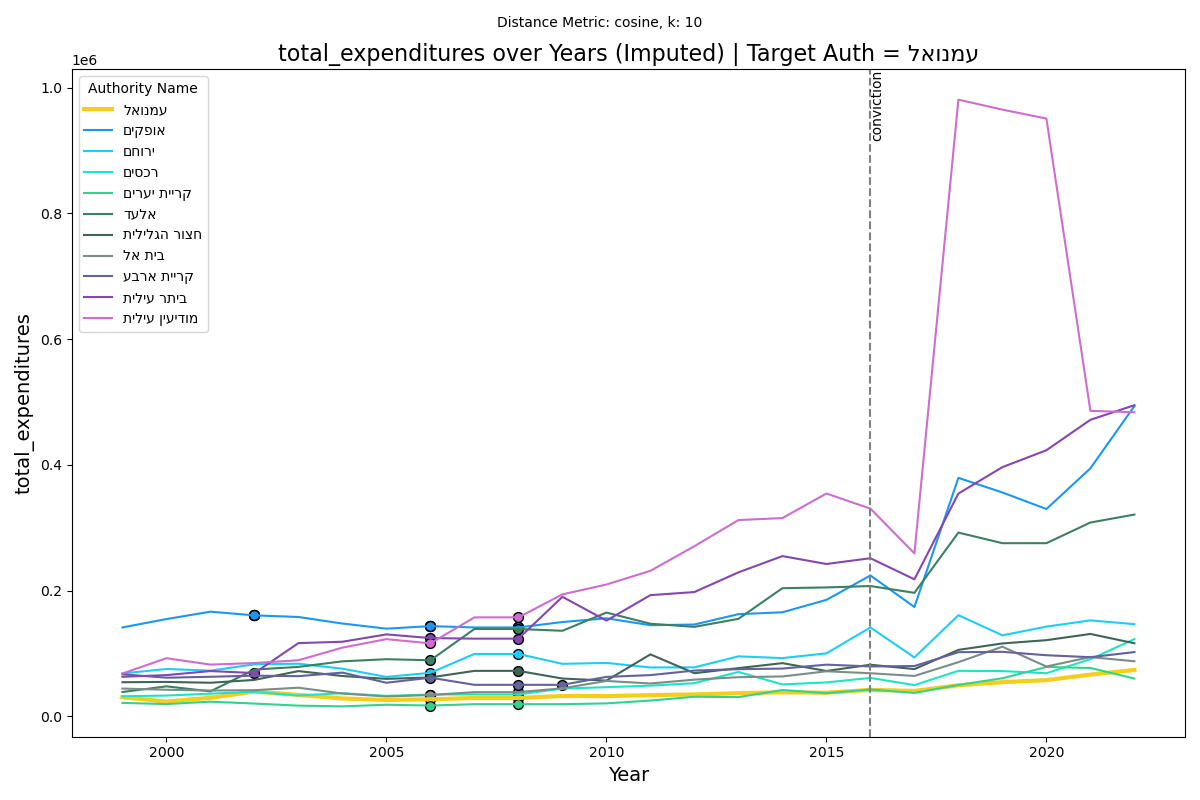 Distance Metric: cosine, k: 10
total_expenditures over Years (Imputed) | Target Auth = עמנואל
1e6
1.0
0.8
0.6
0.4
0.2
0.0
total_expenditures
Authority Name
עמנואל
אופקים
ירוחם
רכסים
קריית יערים
אלעד
חצור הגלילית
בית אל
קריית ארבע
ביתר עילית
מודיעין עילית
conviction
2000
2005
2010
2015
2020
Year